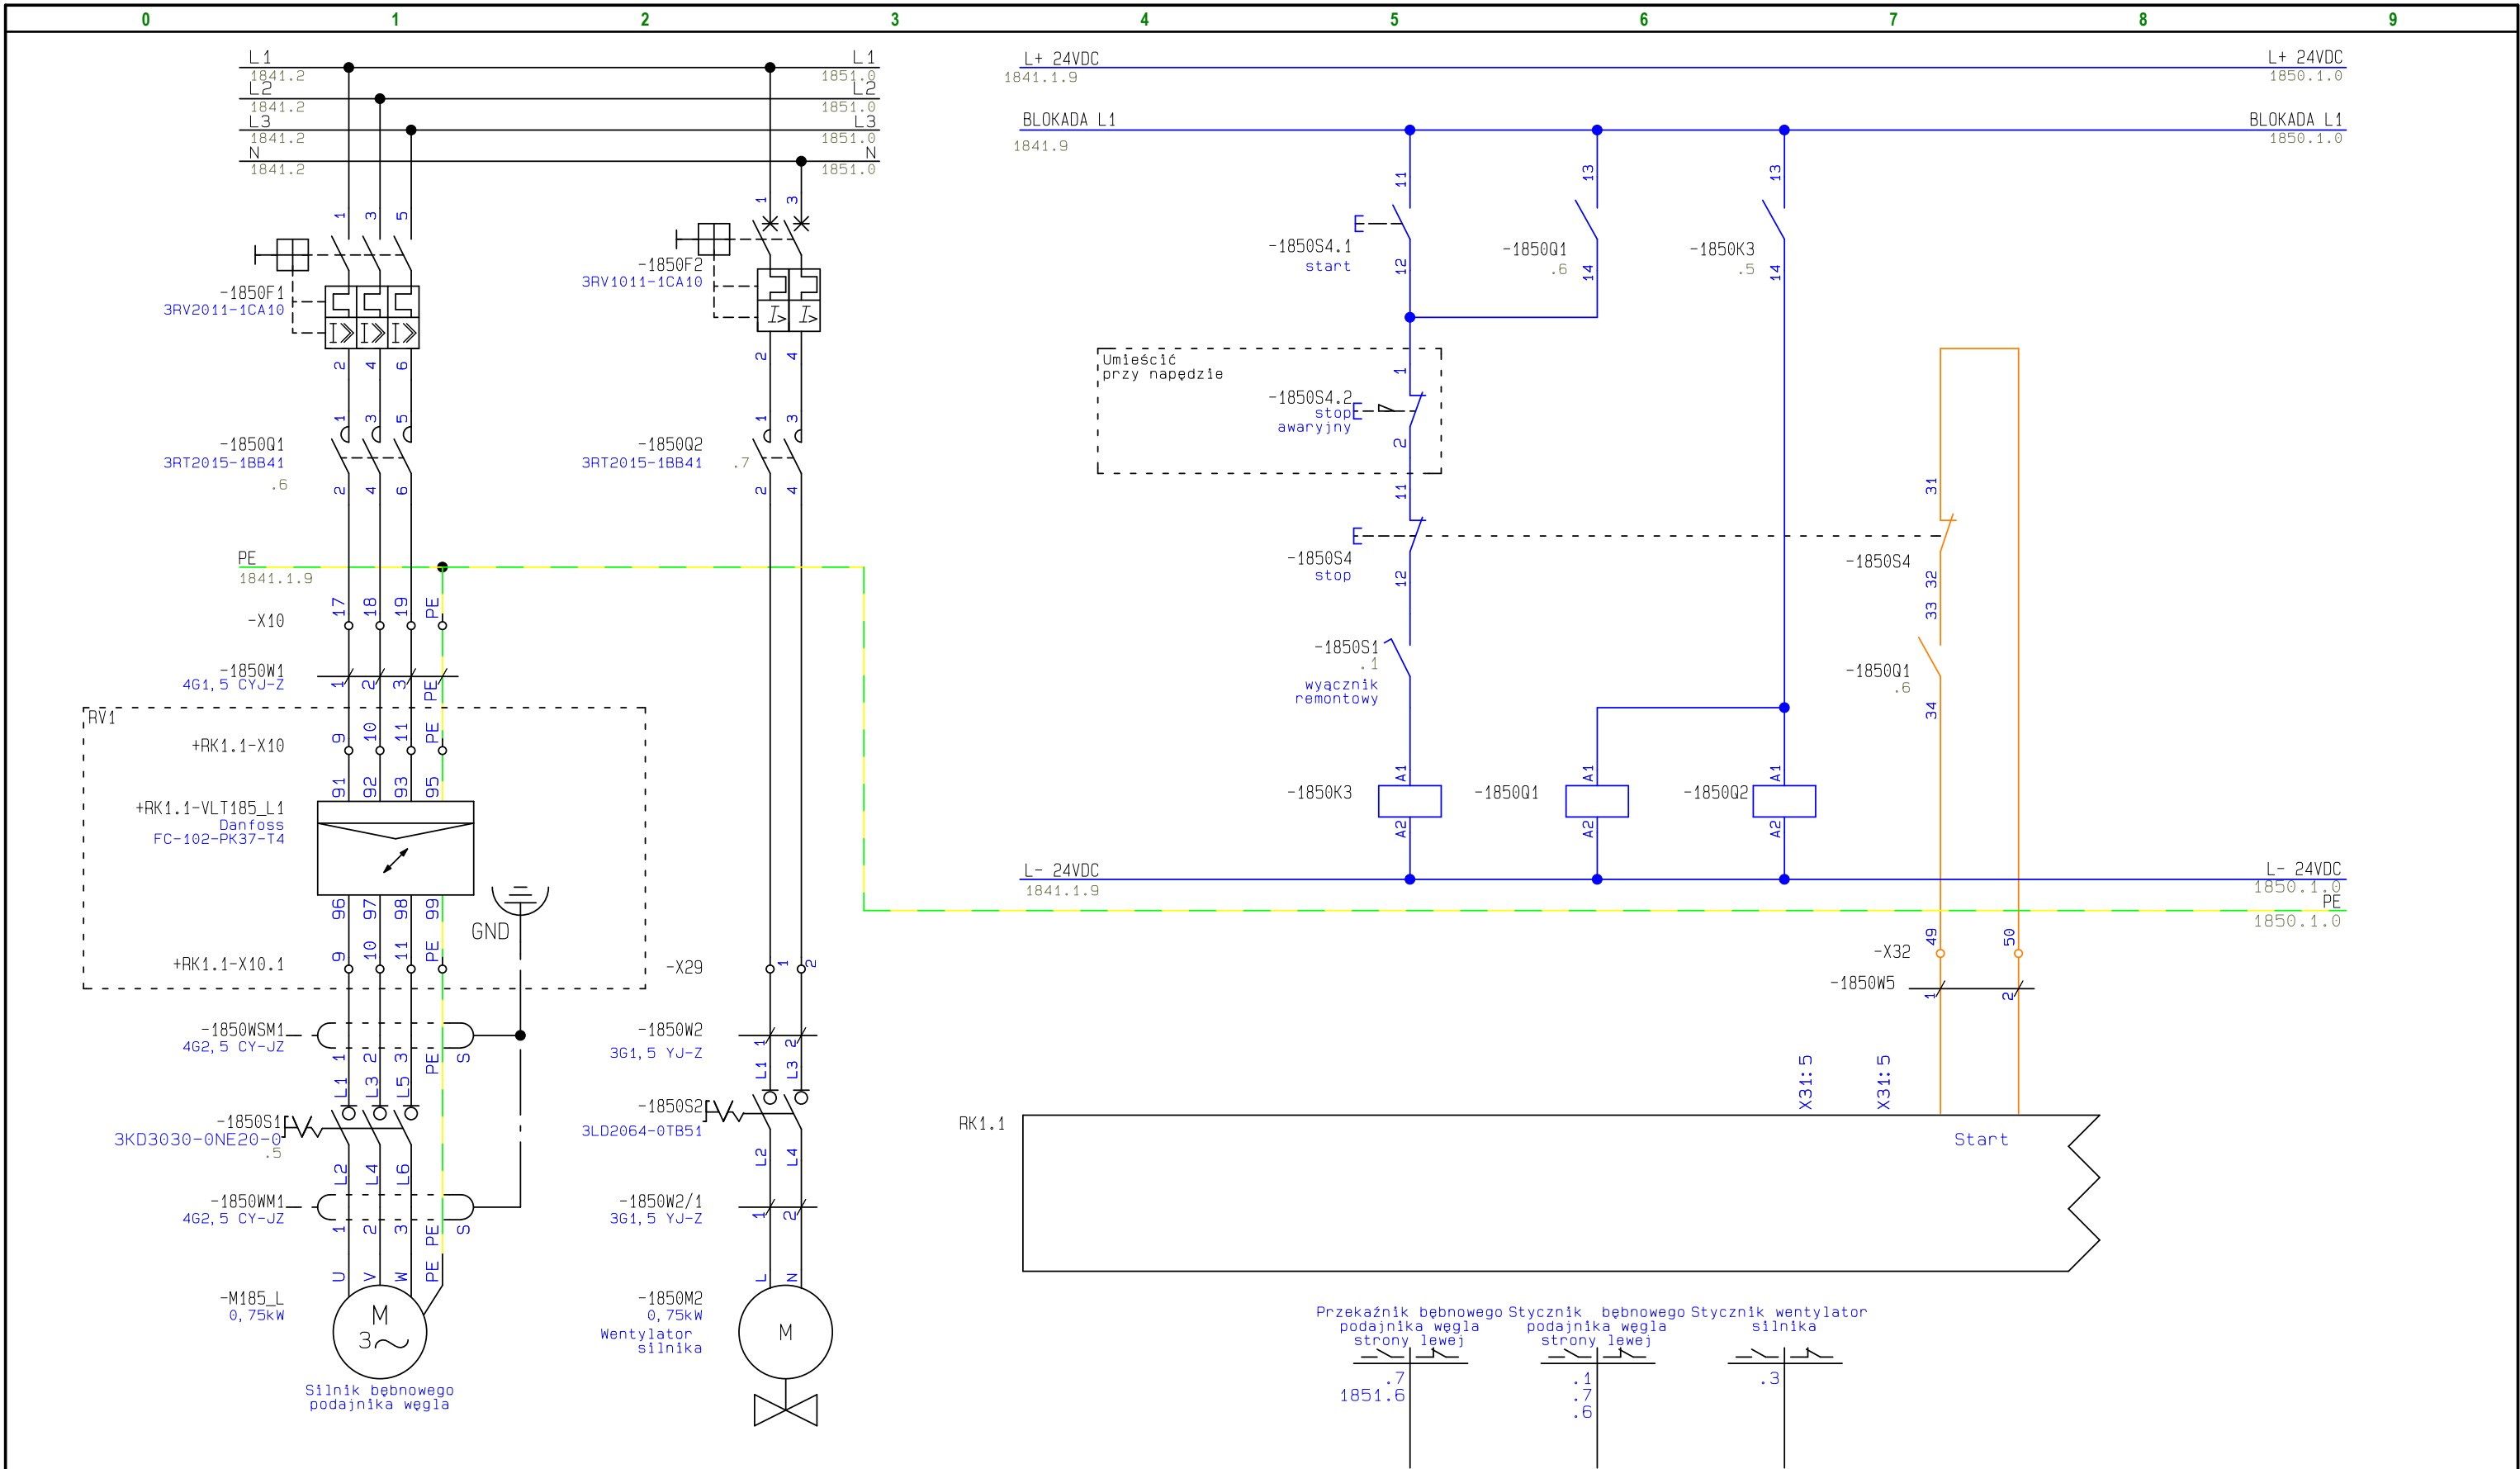 0 1 2 3 4 5 6 7 8 9
L1 L1
1841.2 1851.0
L2 L2
1841.2 1851.0
L3 L3
1841.2 1851.0
N N
1841.2 1851.0
1 3 5
-1850F1
3RV2011-1CA10
I≫ I≫ I≫
2 4 6
1 3 5
-1850Q1
3RT2015-1BB41
.6
2 4 6
PE
1841.1.9
17 18 19 PE
-X10
-1850W1
4G1,5 CYJ-Z
1 2 3 PE
RV1
9 10 11 PE
+RK1.1-X10
91 92 93 95
+RK1.1-VLT185_L1
Danfoss
FC-102-PK37-T4
96 97 98 99
GND
9 10 11 PE
+RK1.1-X10.1
-1850WSM1
4G2,5 CY-JZ
1 2 3 PE S
L1 L3 L5
-1850S1
3KD3030-0NE20-0
.5
L2 L4 L6
-1850WM1
4G2,5 CY-JZ
1 2 3 PE S
U V W PE
-M185_L
0,75kW
M
3
Silnik bębnowego
podajnika węgla
1 3
-1850F2
3RV1011-1CA10
I> I>
2 4
1 3
-1850Q2
3RT2015-1BB41 .7
2 4
-X29
1 2
-1850W2
3G1,5 YJ-Z
1 2
L1 L3
-1850S2
3LD2064-0TB51
L2 L4
-1850W2/1
3G1,5 YJ-Z
1 2
L N
-1850M2
0,75kW
Wentylator
silnika
M
L+ 24VDC L+ 24VDC
1841.1.9 1850.1.0
BLOKADA L1 BLOKADA L1
1841.9 1850.1.0
11 13 13
-1850S4.1
start
12
-1850Q1
.6
14
-1850K3
.5
14
Umieścić
przy napędzie
1
-1850S4.2
stop
awaryjny
2
11
-1850S4
stop
12
-1850S1
.1
wyącznik
remontowy
31
-1850S4
32
33
-1850Q1
.6
34
A1 A1 A1
-1850K3 -1850Q1 -1850Q2
A2 A2 A2
L- 24VDC L- 24VDC
1841.1.9 1850.1.0
PE
1850.1.0
49 50
-X32
-1850W5
1 2
X31:5 X31:5
RK1.1
Start
Przekaźnik bębnowego
podajnika węgla
strony lewej
.7
1851.6
Stycznik bębnowego
podajnika węgla
strony lewej
.1
.7
.6
Stycznik wentylator
silnika
.3